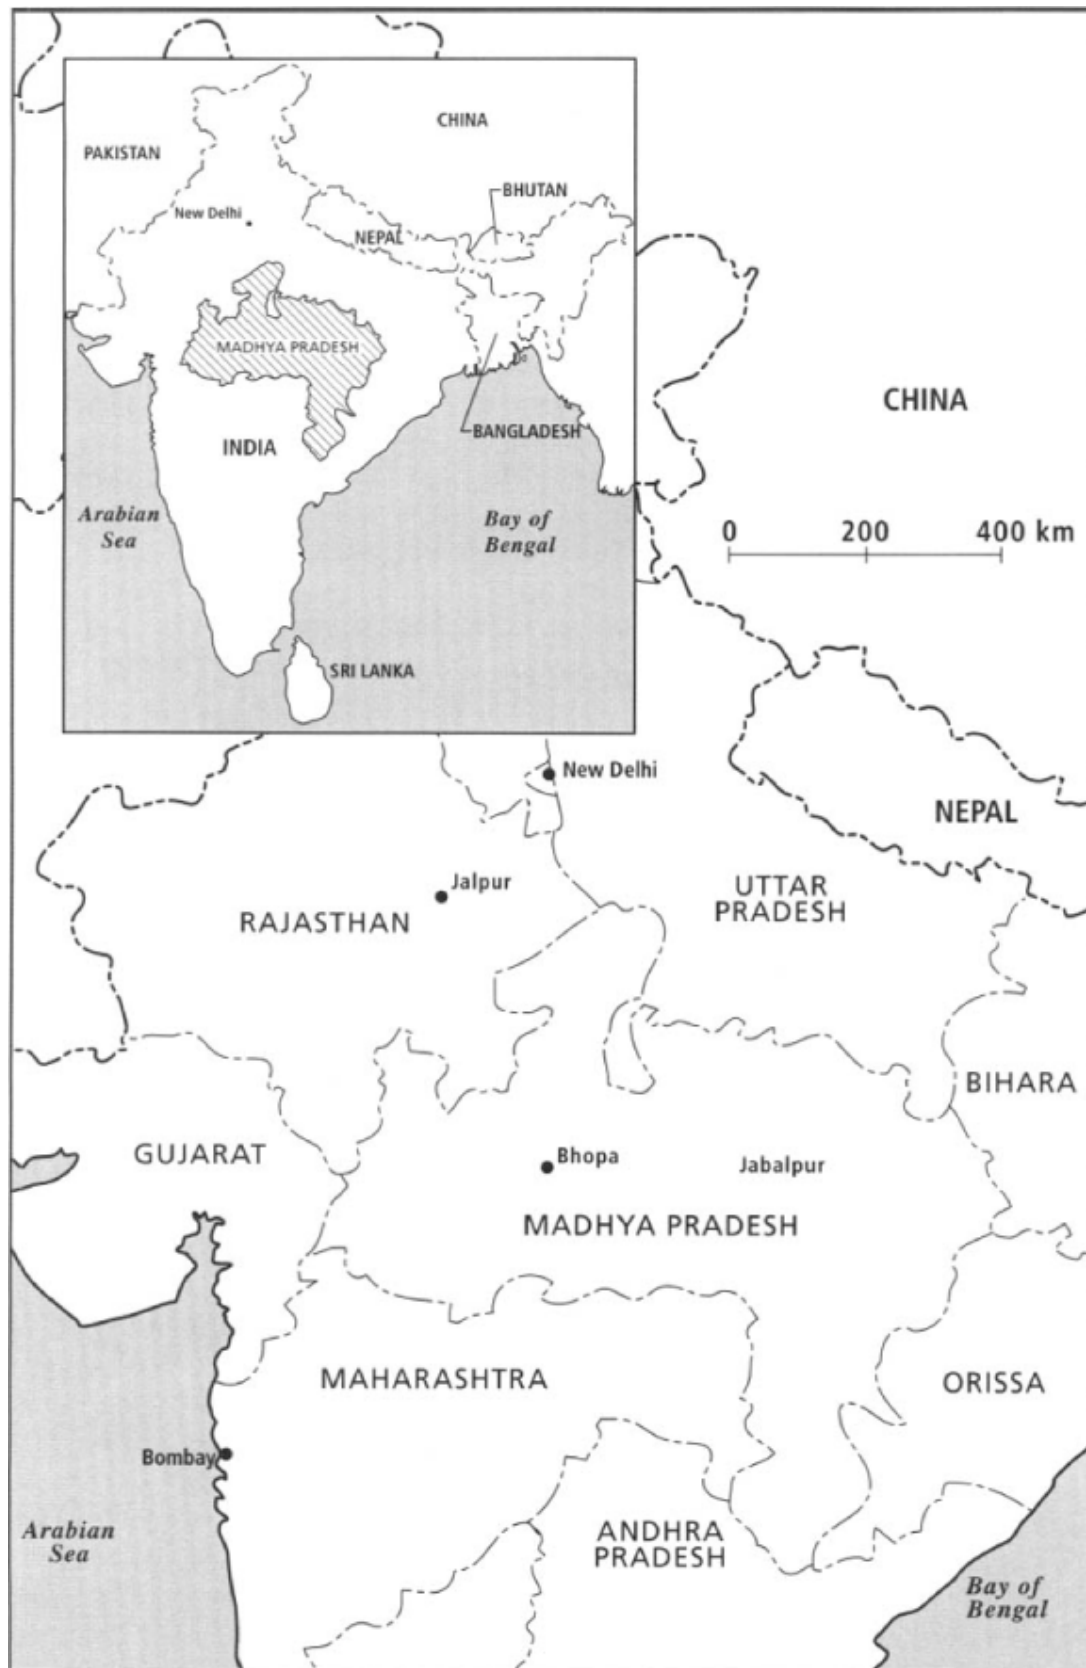 CHINA
PAKISTAN
BHUTAN
New Delhi
NEPAL
MADHYA PRADESH
BANGLADESH
INDIA
Arabian
Sea
Bay of
Bengal
SRI LANKA
CHINA
0 200 400 km
New Delhi
NEPAL
Jalpur
UTTAR
PRADESH
RAJASTHAN
BIHARA
GUJARAT
Bhopa
Jabalpur
MADHYA PRADESH
MAHARASHTRA
ORISSA
Bombay
Arabian
Sea
ANDHRA
PRADESH
Bay of
Bengal